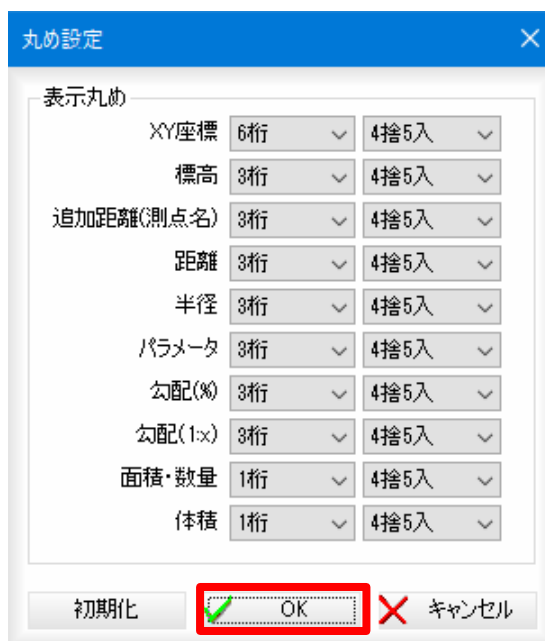 丸め設定
表示丸め
XY座標 6桁 4捨5入
標高 3桁 4捨5入
追加距離(測点名) 3桁 4捨5入
距離 3桁 4捨5入
半径 3桁 4捨5入
パラメータ 3桁 4捨5入
勾配(%) 3桁 4捨5入
勾配(1:x) 3桁 4捨5入
面積・数量 1桁 4捨5入
体積 1桁 4捨5入
初期化 OK キャンセル